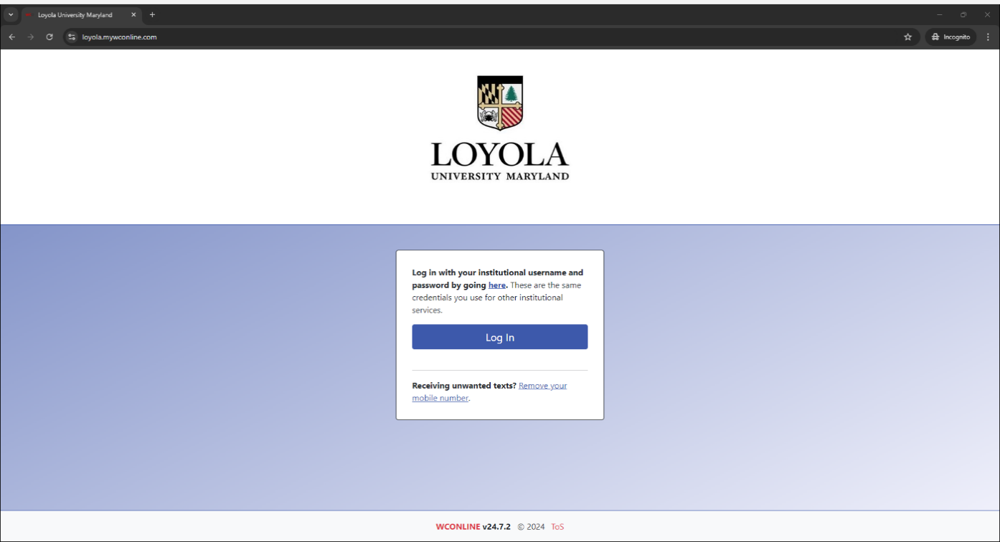 Loyola University Maryland
loyola.mywconline.com
Incognito
LOYOLA
UNIVERSITY MARYLAND
Log in with your institutional username and
password by going here. These are the same
credentials you use for other institutional
services.
Log In
Receiving unwanted texts? Remove your
mobile number.
WCONLINE v24.7.2 © 2024 ToS